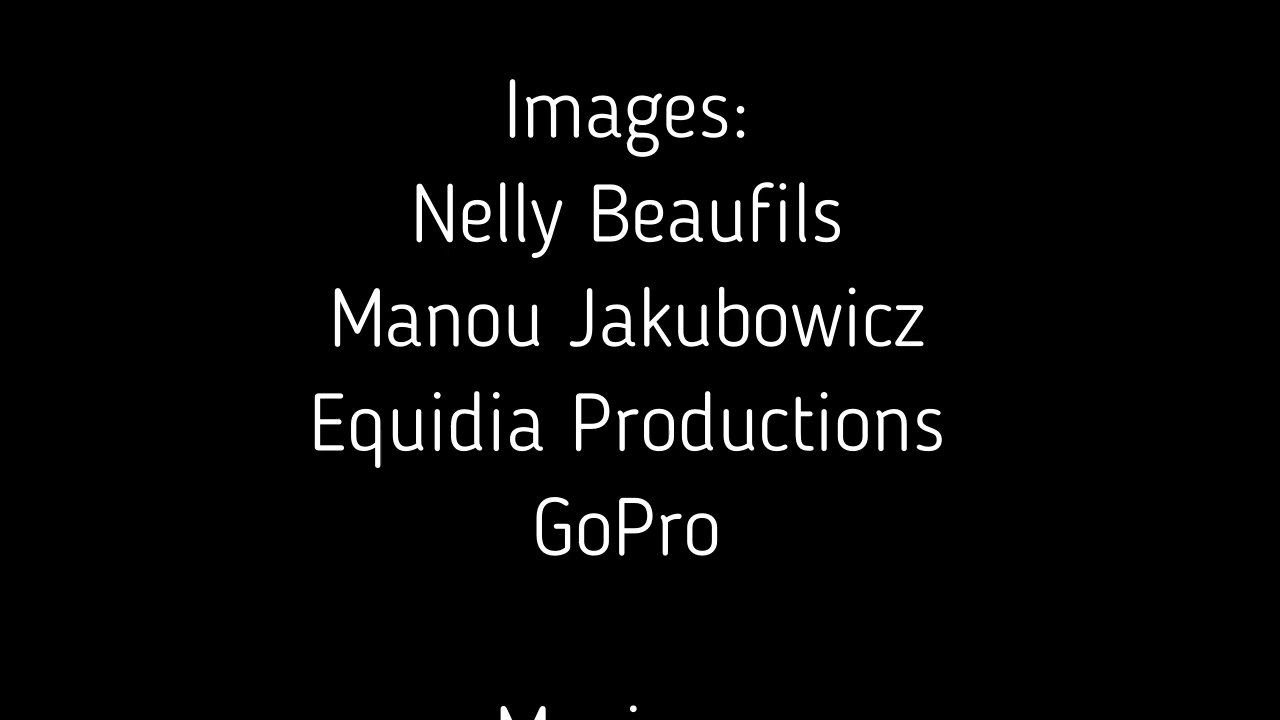 Images:
Nelly Beaufils
Manou Jakubowicz
Equidia Productions
GoPro